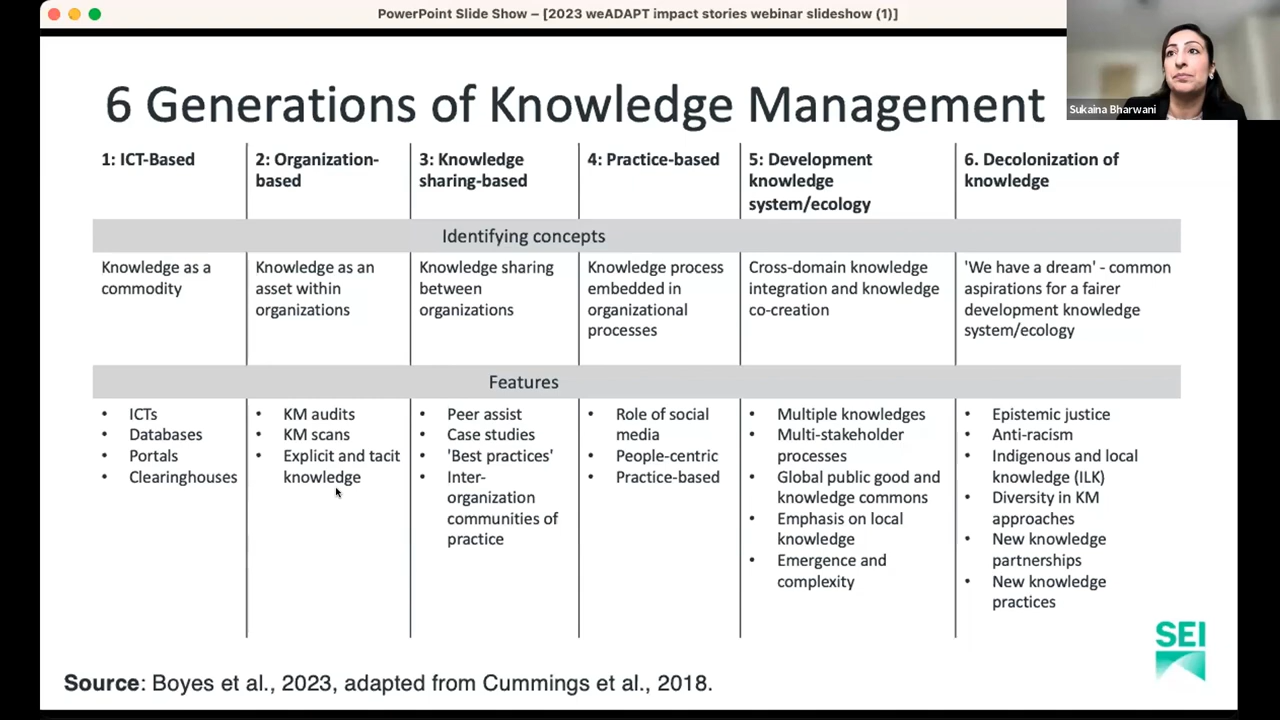 PowerPoint Slide Show – [2023 weADAPT impact stories webinar slideshow (1)]
Sukaina Bharwani
6 Generations of Knowledge Management
1: ICT-Based
2: Organization-
based
3: Knowledge
sharing-based
4: Practice-based
5: Development
knowledge
system/ecology
6. Decolonization of
knowledge
Identifying concepts
Knowledge as a
commodity
Knowledge as an
asset within
organizations
Knowledge sharing
between
organizations
Knowledge process
embedded in
organizational
processes
Cross-domain knowledge
integration and knowledge
co-creation
'We have a dream' - common
aspirations for a fairer
development knowledge
system/ecology
Features
• ICTs
• Databases
• Portals
• Clearinghouses
• KM audits
• KM scans
• Explicit and tacit
knowledge
• Peer assist
• Case studies
• 'Best practices'
• Inter-
organization
communities of
practice
• Role of social
media
• People-centric
• Practice-based
• Multiple knowledges
• Multi-stakeholder
processes
• Global public good and
knowledge commons
• Emphasis on local
knowledge
• Emergence and
complexity
• Epistemic justice
• Anti-racism
• Indigenous and local
knowledge (ILK)
• Diversity in KM
approaches
• New knowledge
partnerships
• New knowledge
practices
SEI
Source: Boyes et al., 2023, adapted from Cummings et al., 2018.